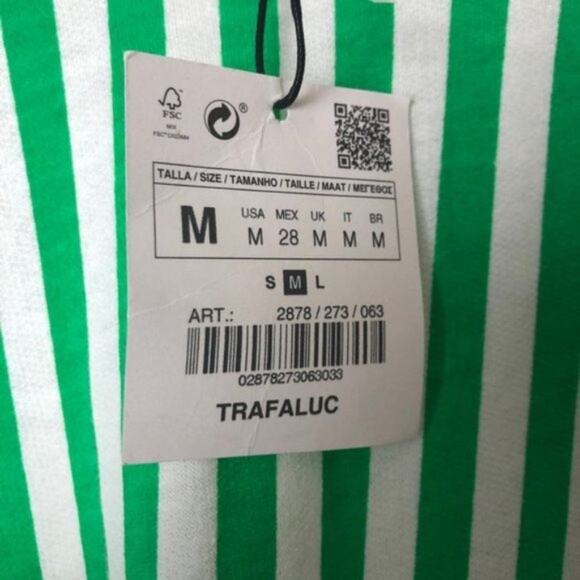 FSC
MIX
®
TALLA / SIZE / TAMANHO / TAILLE / MAAT / ΜΕΓΕΘΟΣ
M
USA MEX UK IT BR
M 28 M M M
S M L
ART.: 2878 / 273 / 063
02878273063033
TRAFALUC